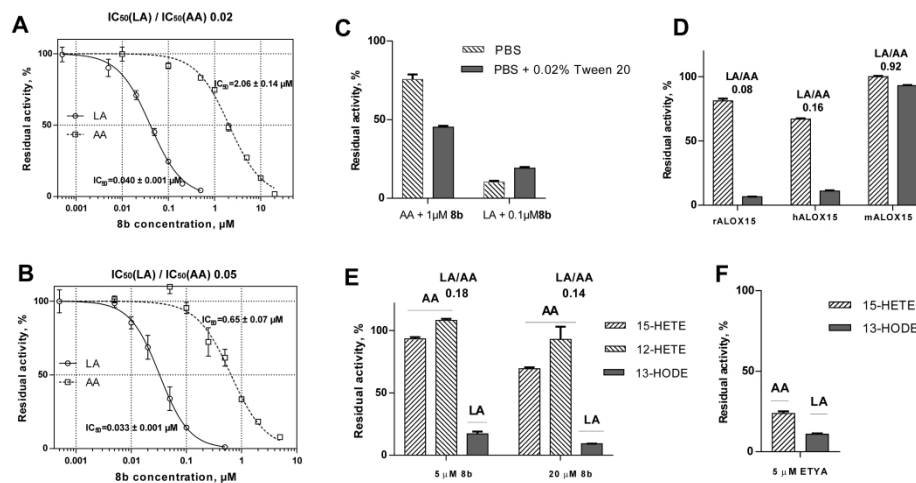 A
IC₅₀(LA) / IC₅₀(AA) 0.02
Residual activity, %
100
50
0
IC₅₀=2.06 ± 0.14 µM
LA
AA
IC₅₀=0.040 ± 0.001 µM
0.001 0.01 0.1 1 10
8b concentration, µM
B
IC₅₀(LA) / IC₅₀(AA) 0.05
Residual activity, %
100
50
0
IC₅₀=0.65 ± 0.07 µM
LA
AA
IC₅₀=0.033 ± 0.001 µM
0.001 0.01 0.1 1 10
8b concentration, µM
C
PBS
PBS + 0.02% Tween 20
Residual activity, %
100
50
0
AA + 1µM 8b LA + 0.1µM8b
D
Residual activity, %
100
50
0
LA/AA
0.08
LA/AA
0.16
LA/AA
0.92
rALOX15 hALOX15 mALOX15
E
Residual activity, %
100
50
0
LA/AA
0.18
LA/AA
0.14
AA
AA
LA
LA
15-HETE
12-HETE
13-HODE
5 µM 8b 20 µM 8b
F
Residual activity, %
100
50
0
15-HETE
13-HODE
AA
LA
5 µM ETYA